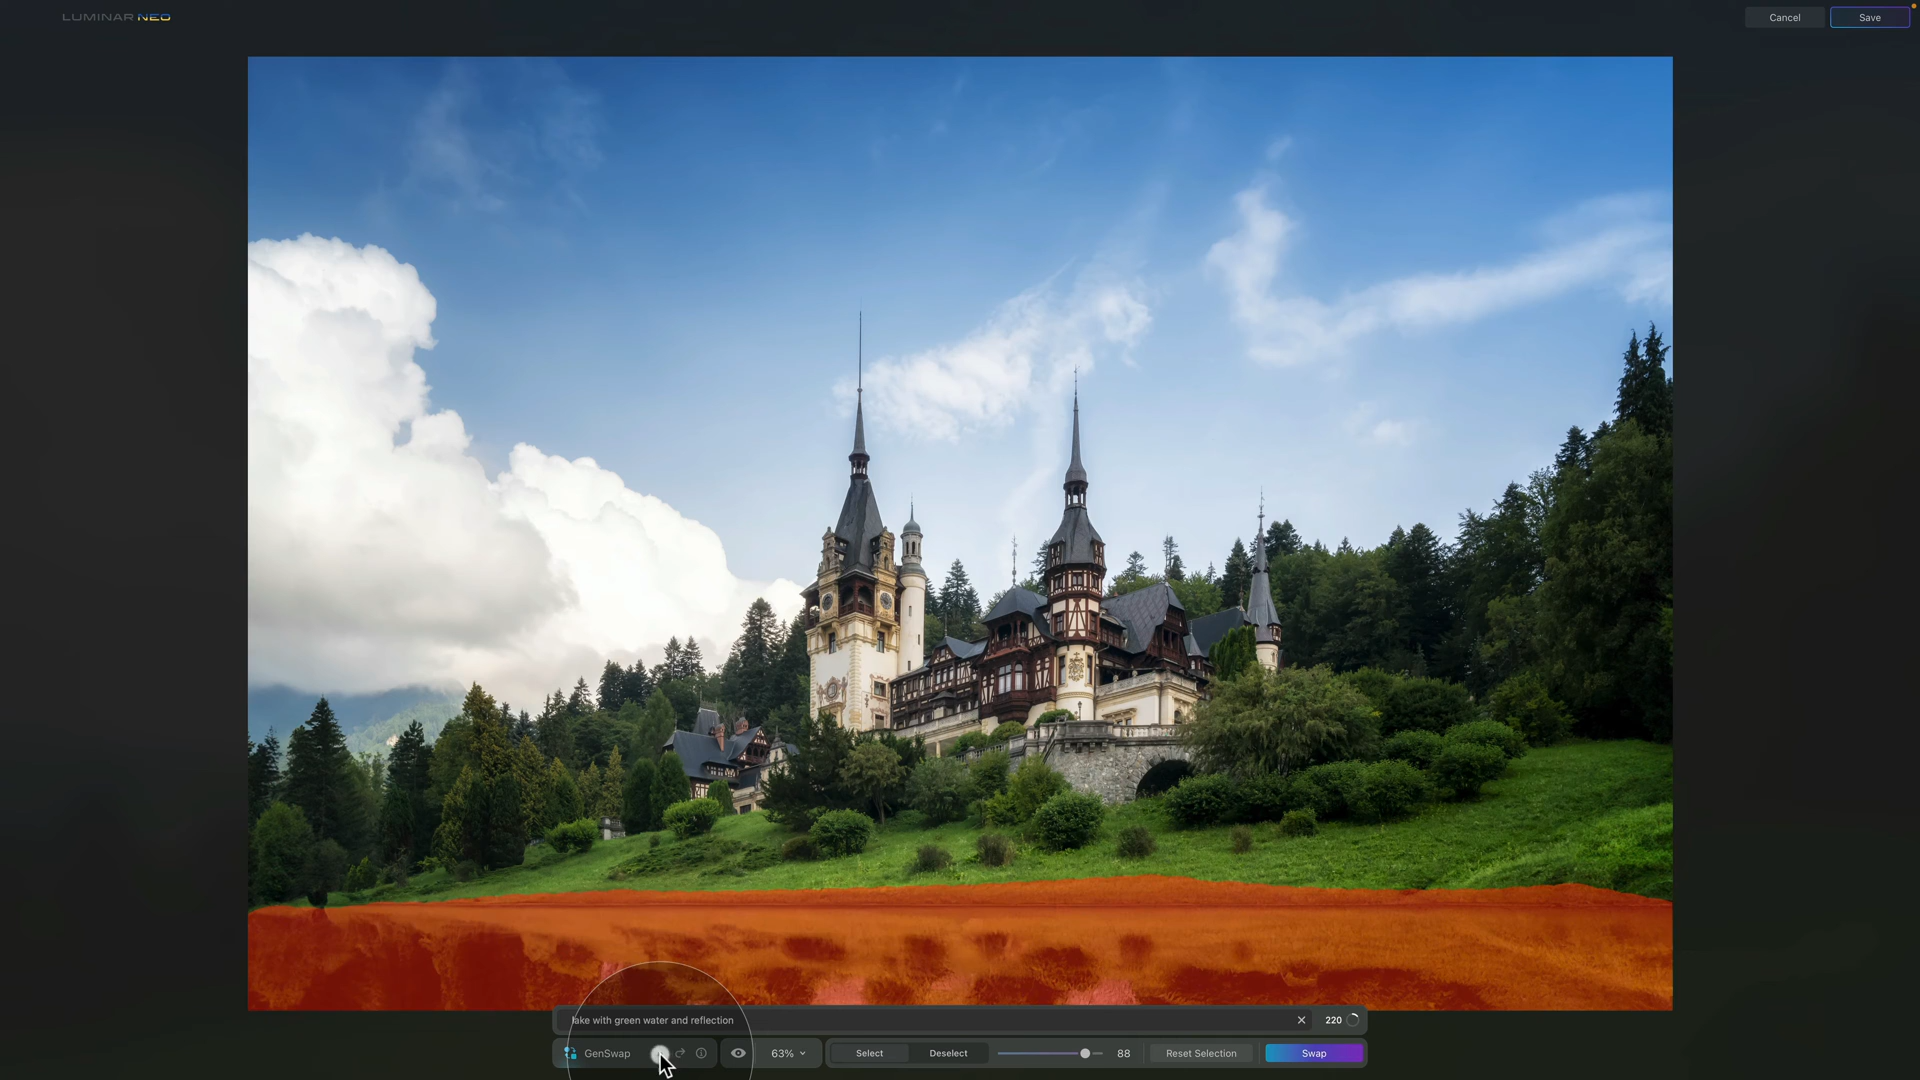 LUMINAR NEO
Cancel
Save
lake with green water and reflection
220
GenSwap
63%
Select
Deselect
88
Reset Selection
Swap